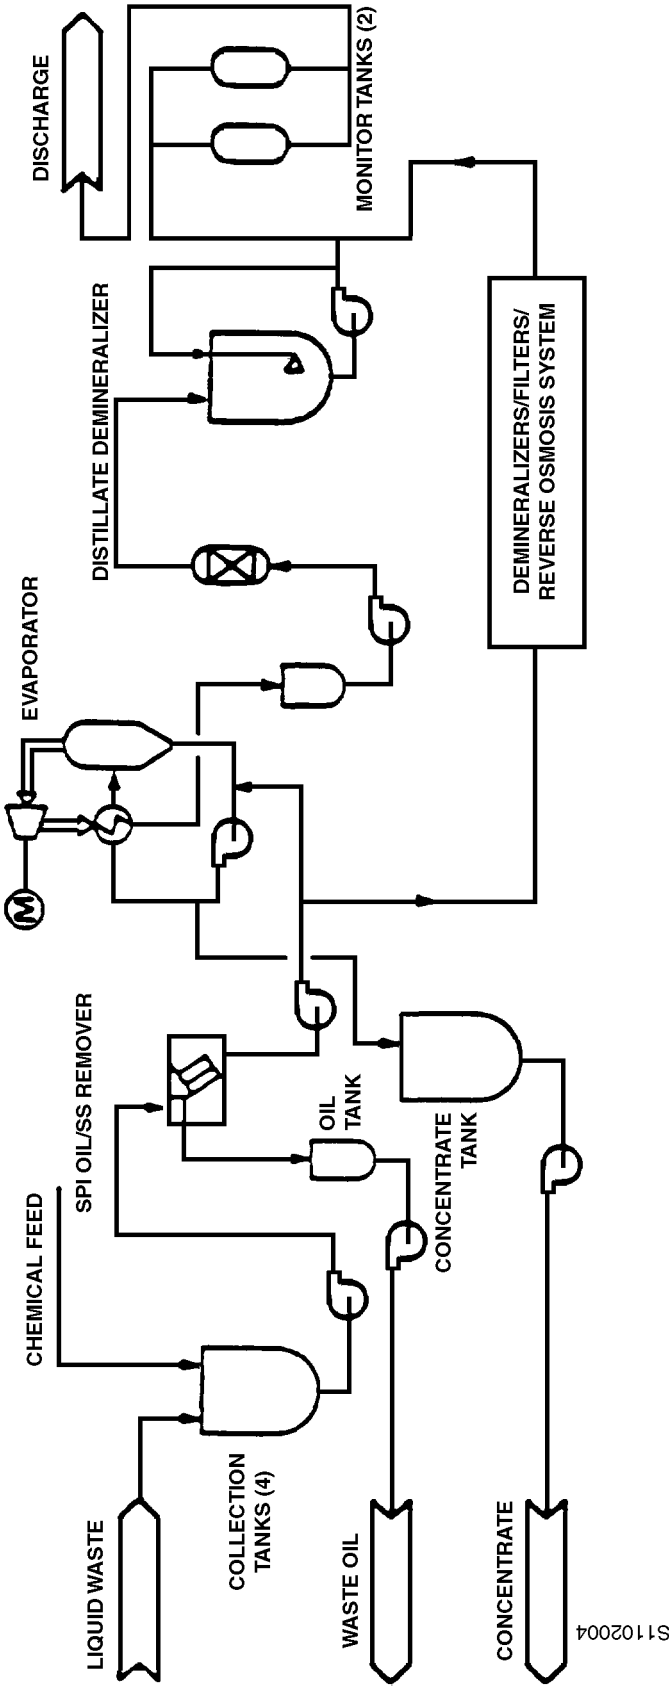 LIQUID WASTE
CHEMICAL FEED
COLLECTION
TANKS (4)
SPI OIL/SS REMOVER
OIL
TANK
WASTE OIL
CONCENTRATE
TANK
CONCENTRATE
M
EVAPORATOR
DISTILLATE DEMINERALIZER
DEMINERALIZERS/FILTERS/
REVERSE OSMOSIS SYSTEM
MONITOR TANKS (2)
DISCHARGE
S1102004